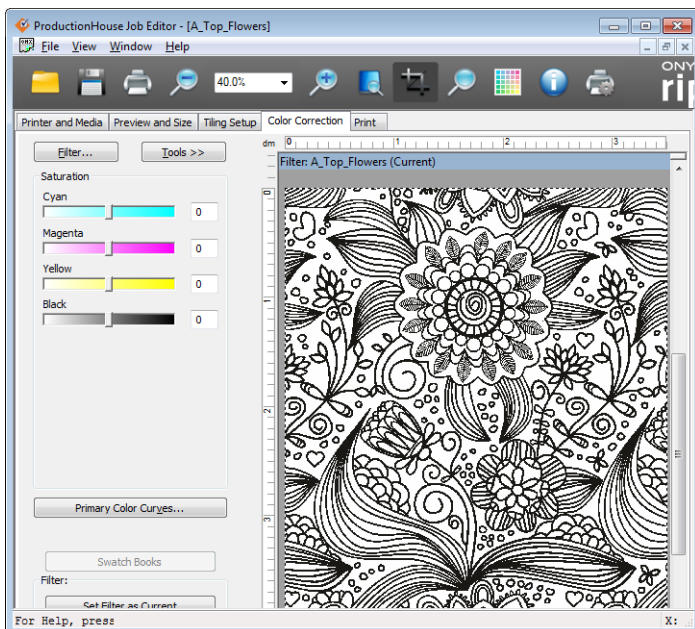 ProductionHouse Job Editor - [A_Top_Flowers]
File View Window Help
40.0%
ONY
rip
Printer and Media Preview and Size Tiling Setup Color Correction Print
dm 0 1 2 3
Filter... Tools >>
Filter: A_Top_Flowers (Current)
Saturation
Cyan
0
Magenta
0
Yellow
0
Black
0
0
1
2
3
Primary Color Curves...
Swatch Books
Filter:
Set Filter as Current
For Help, press X: